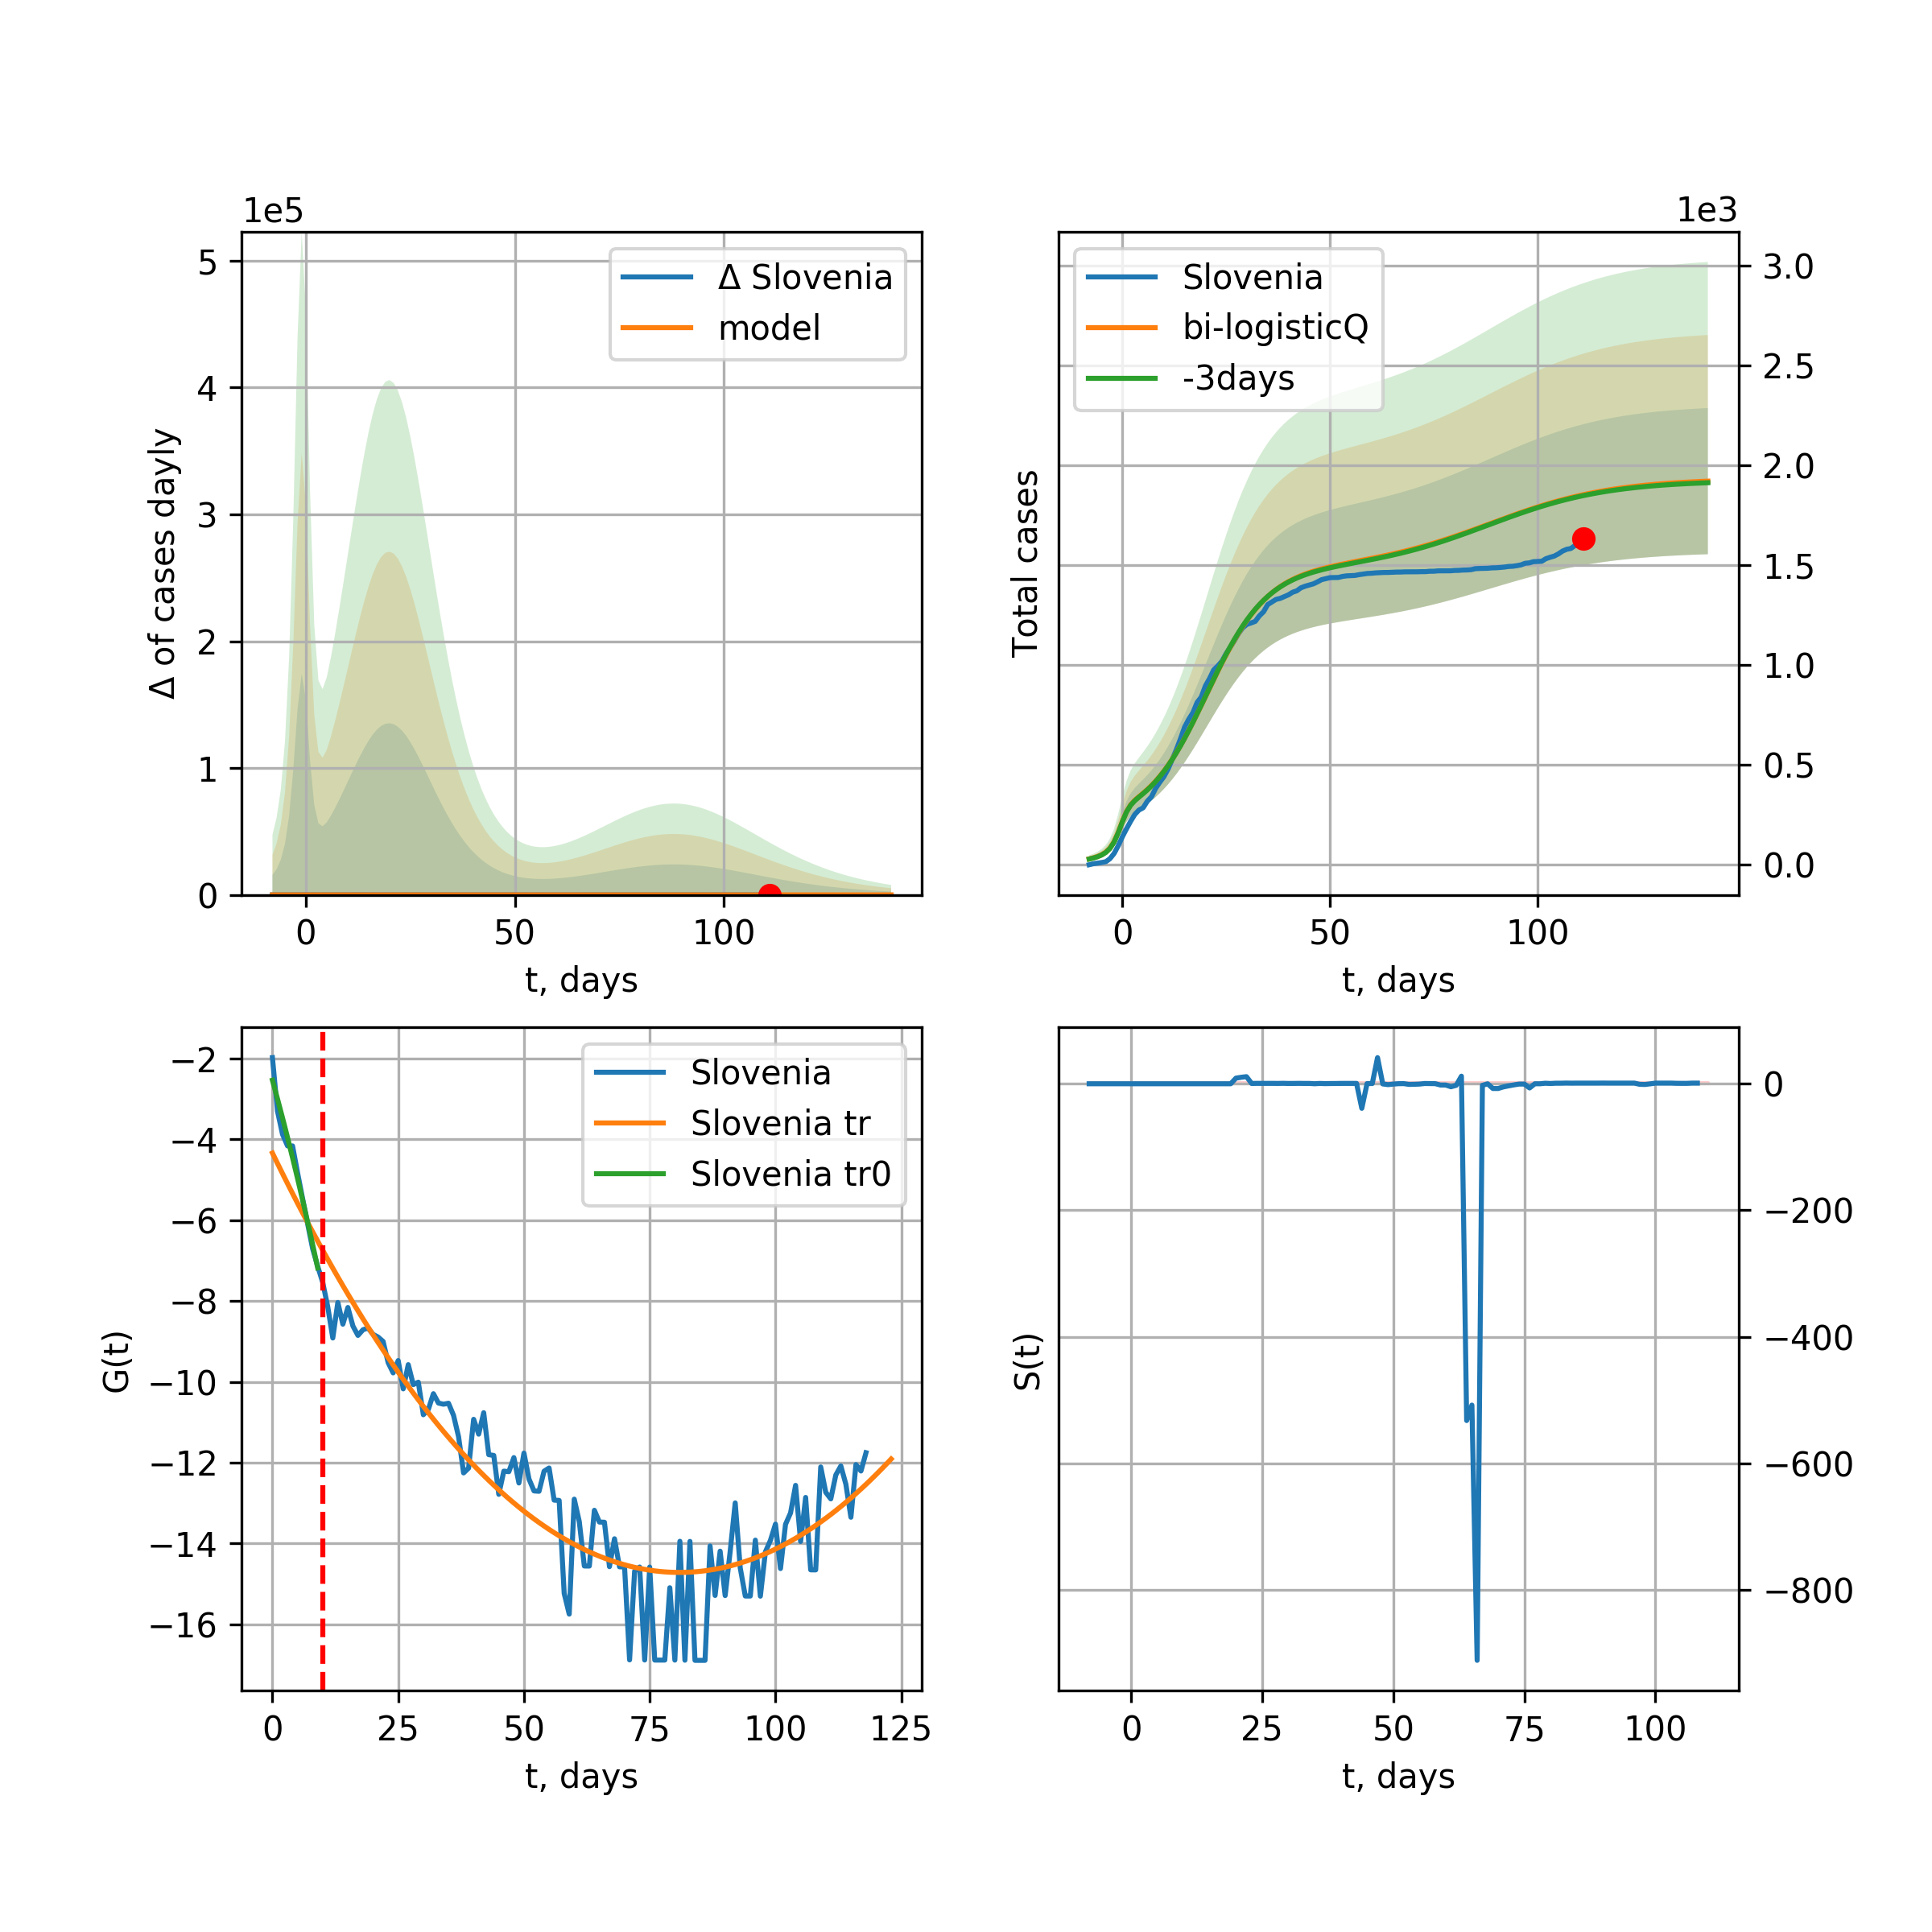 1e5
5
4
3
2
1
0
Δ of cases dayly
Δ Slovenia
model
0 50 100
t, days
1e3
3.0
2.5
2.0
1.5
1.0
0.5
0.0
Total cases
Slovenia
bi-logisticQ
-3days
0 50 100
t, days
−2
−4
−6
−8
−10
−12
−14
−16
G(t)
Slovenia
Slovenia tr
Slovenia tr0
0 25 50 75 100 125
t, days
0
−200
−400
−600
−800
S(t)
0 25 50 75 100
t, days